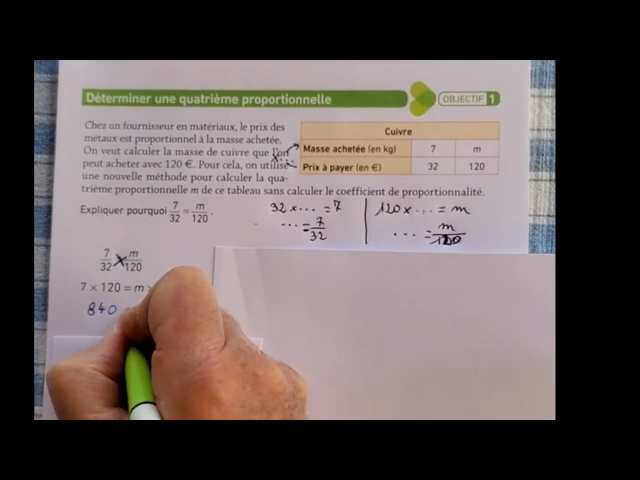 Déterminer une quatrième proportionnelle
OBJECTIF 1
Chez un fournisseur en matériaux, le prix des
métaux est proportionnel à la masse achetée.
On veut calculer la masse de cuivre que l'on
peut acheter avec 120 €. Pour cela, on utilise
une nouvelle méthode pour calculer la qua-
trième proportionnelle m de ce tableau sans calculer le coefficient de proportionnalité.
Cuivre
Masse achetée (en kg) 7 m
Prix à payer (en €) 32 120
×...
Expliquer pourquoi 7/32 = m/120.
32 × ... = 7
... = 7/32
120 × ... = m
... = m/120
7/32 × m/120
7 × 120 = m
840